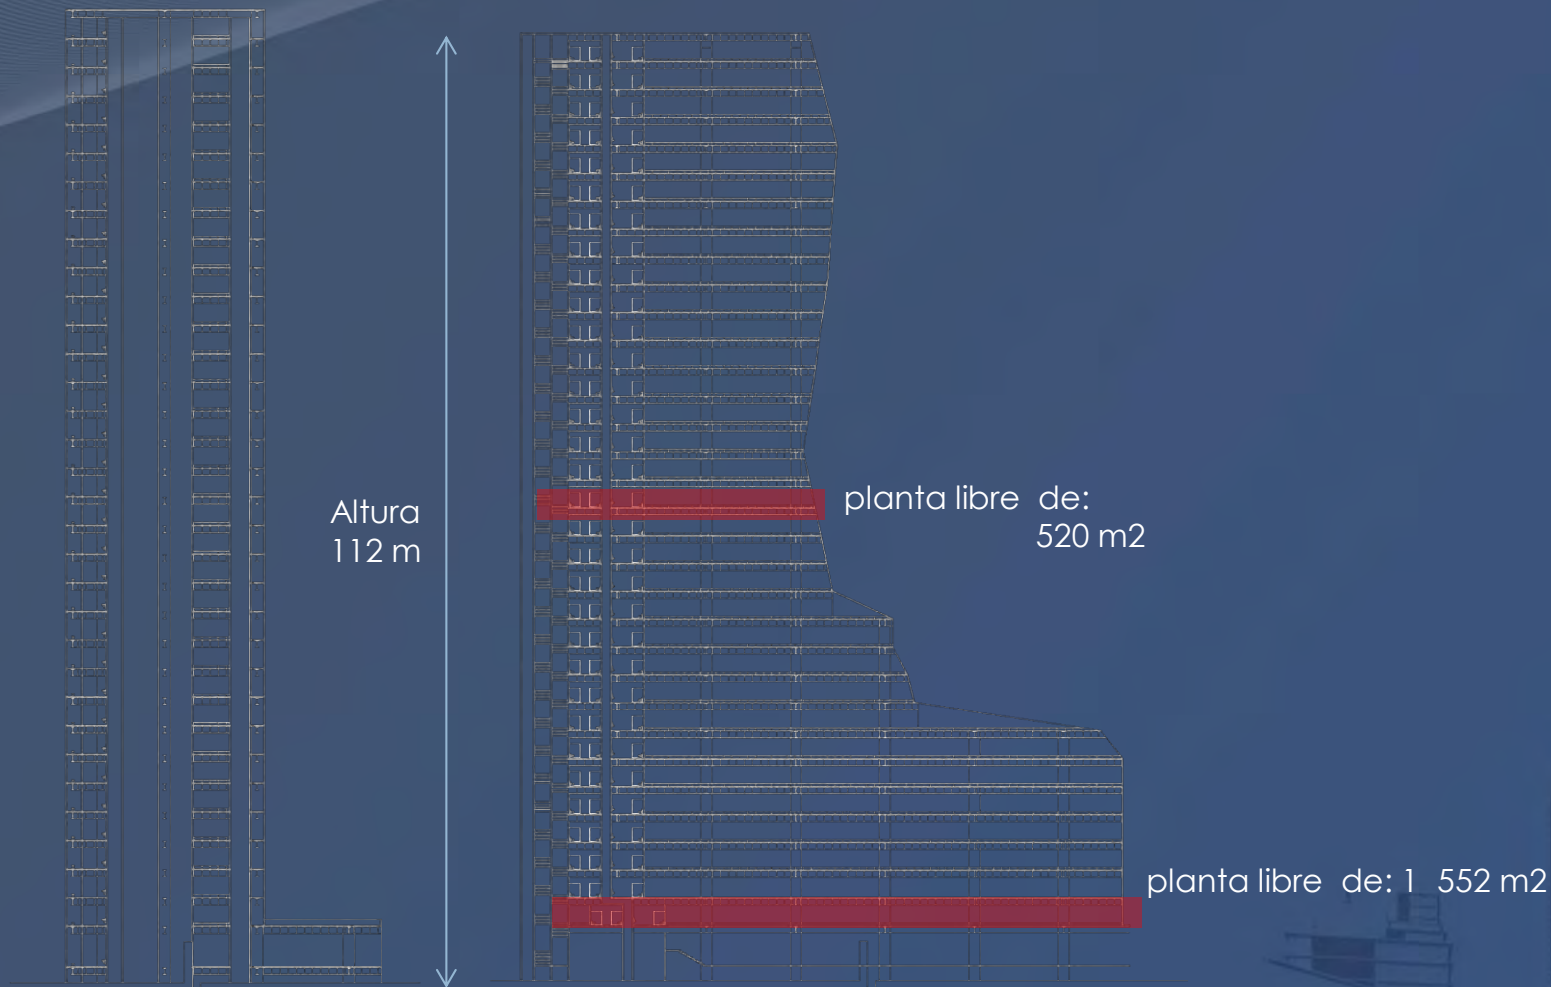 Altura
112 m
planta libre de:
520 m2
planta libre de: 1 552 m2